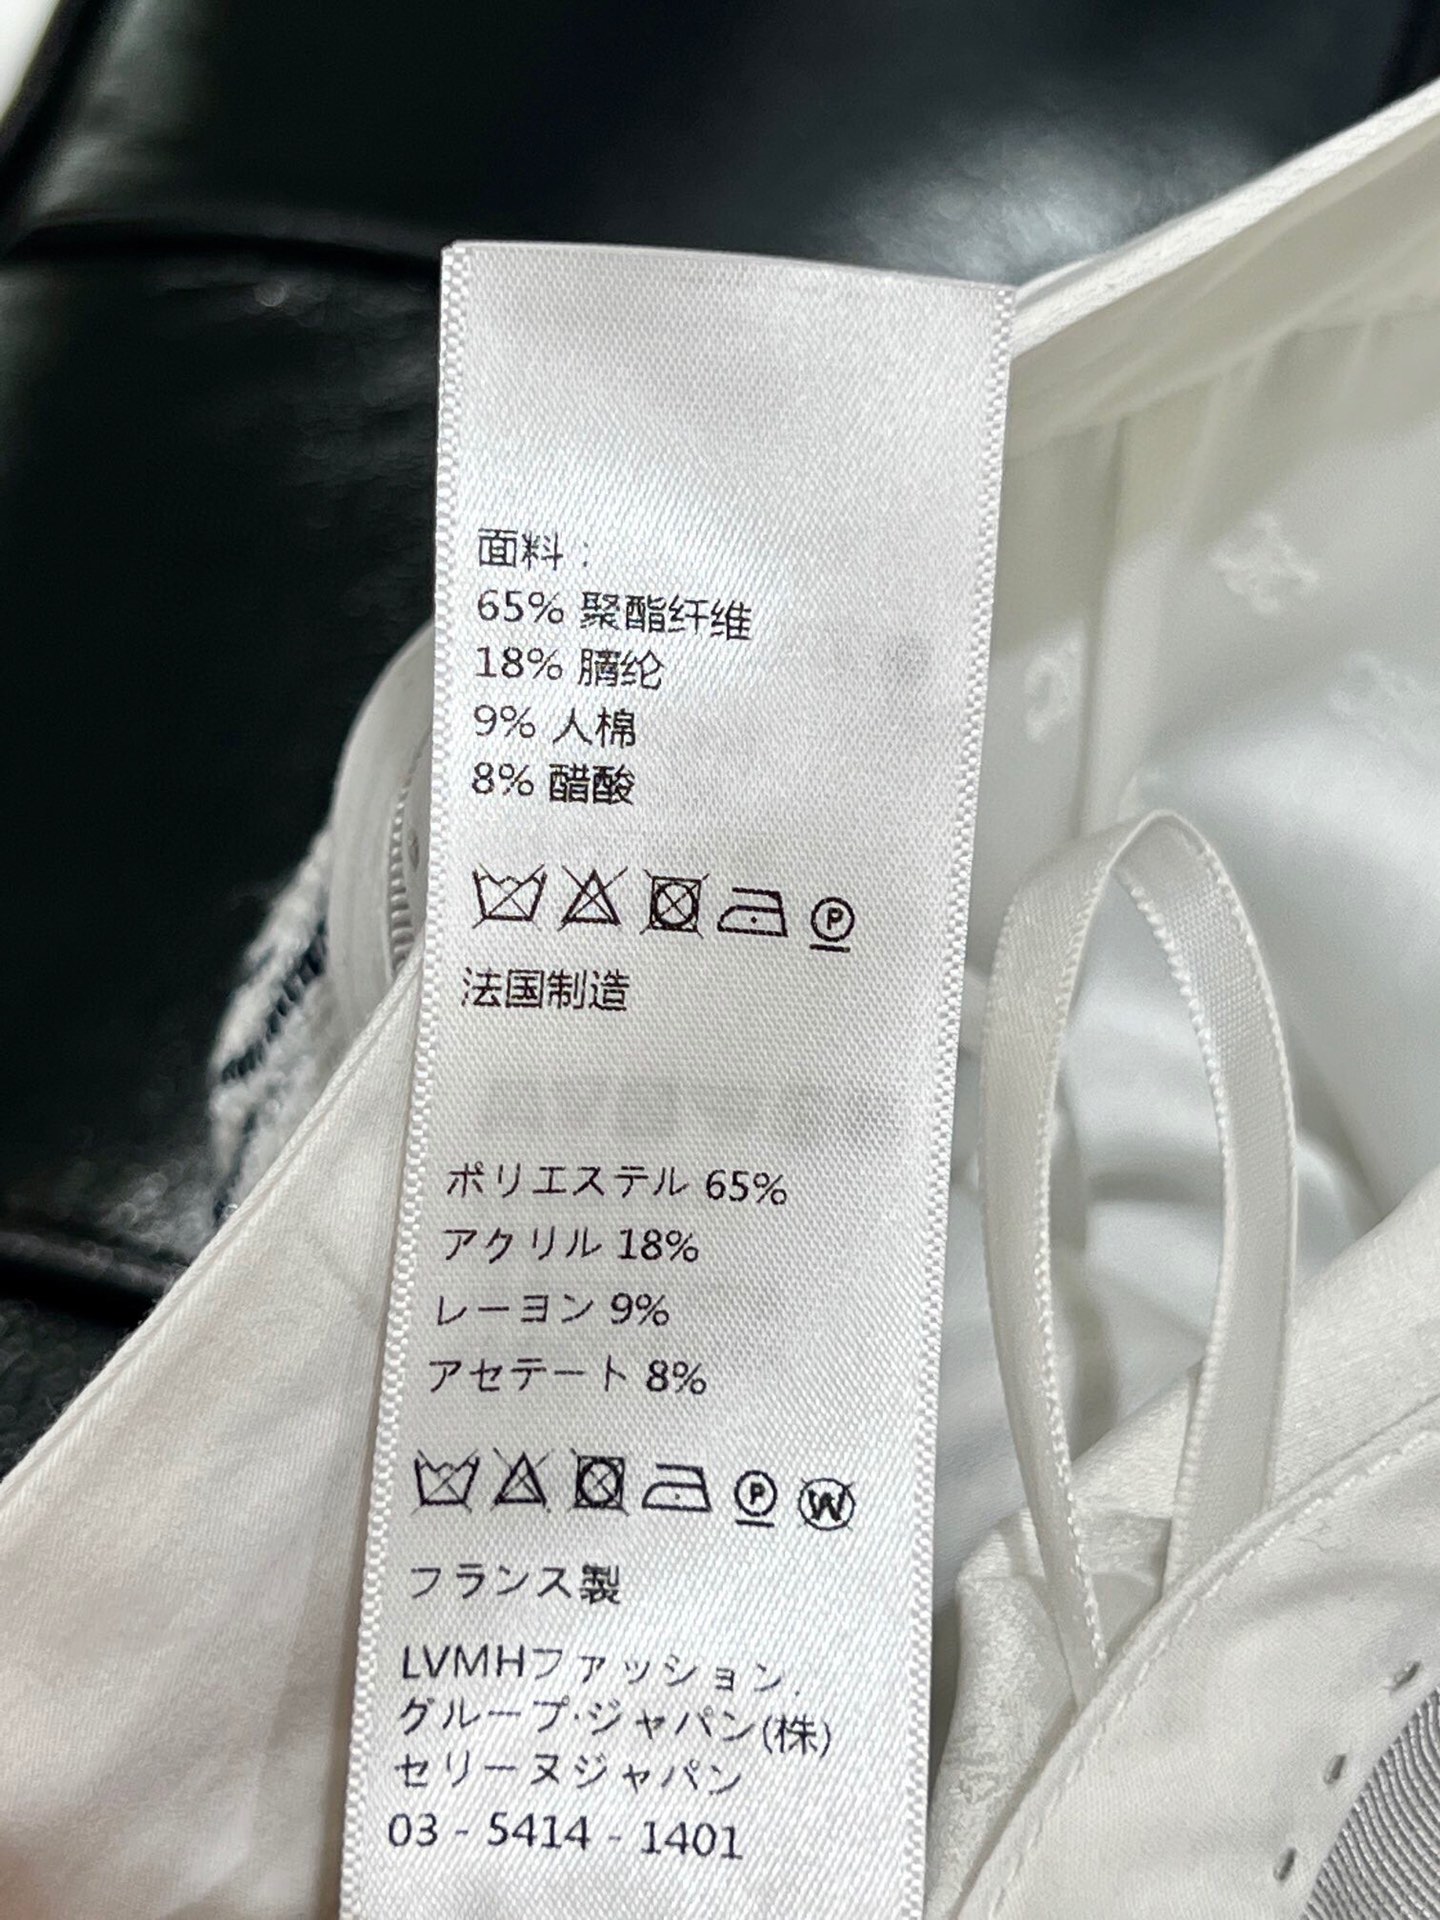 面料：
65% 聚酯纤维
18% 腈纶
9% 人棉
8% 醋酸
P
法国制造
ポリエステル 65%
アクリル 18%
レーヨン 9%
アセテート 8%
P W
フランス製
LVMHファッション.
グループ·ジャパン(株)
セリーヌジャパン
03 - 5414 - 1401